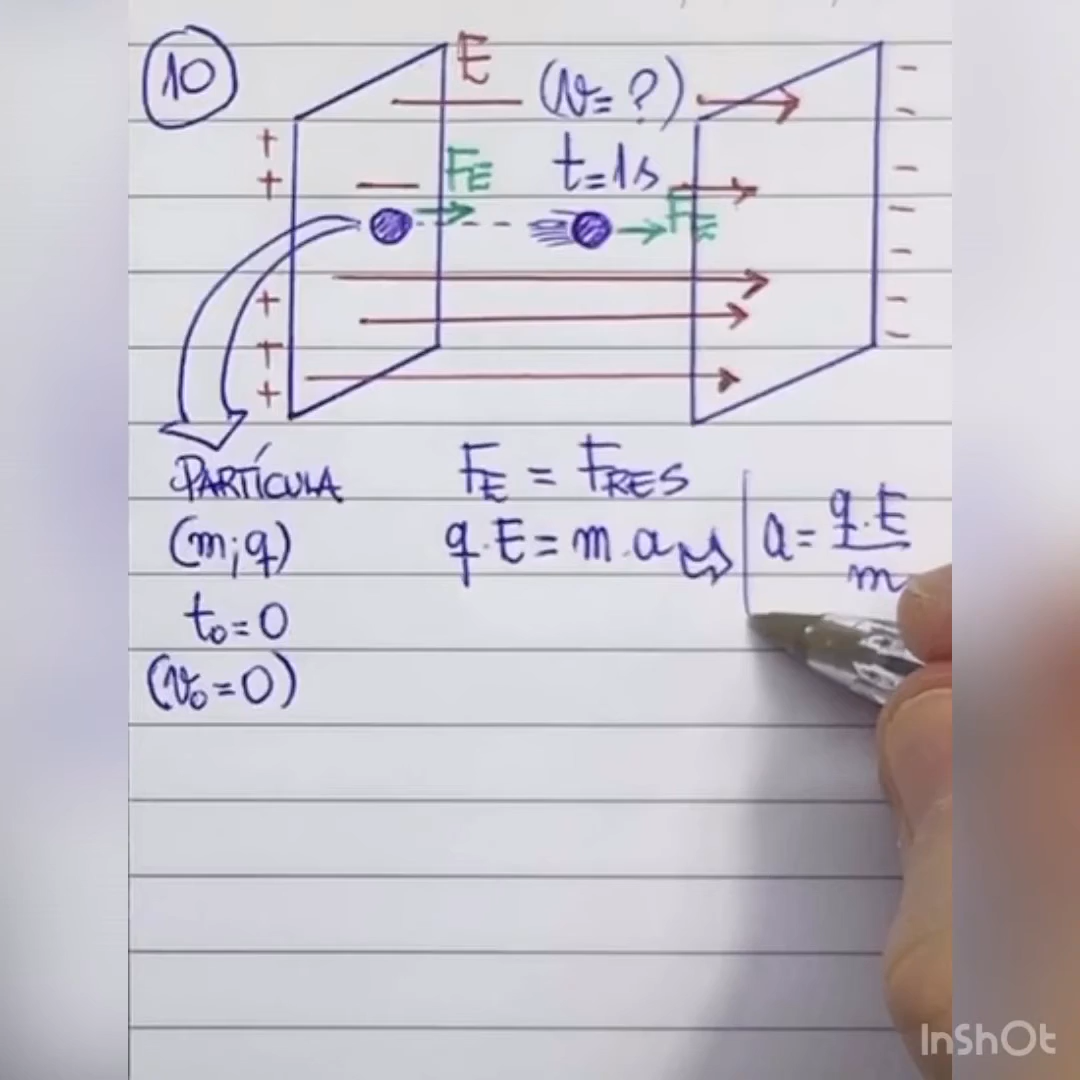 10
E
(v=?)
t=1s
FE
FE
+
+
+
+
+
-
-
-
-
-
-
-
PARTÍCULA
(m;q)
t₀=0
(v₀=0)
FE = FRES
q.E = m.a
a = q.E/m
InShOt